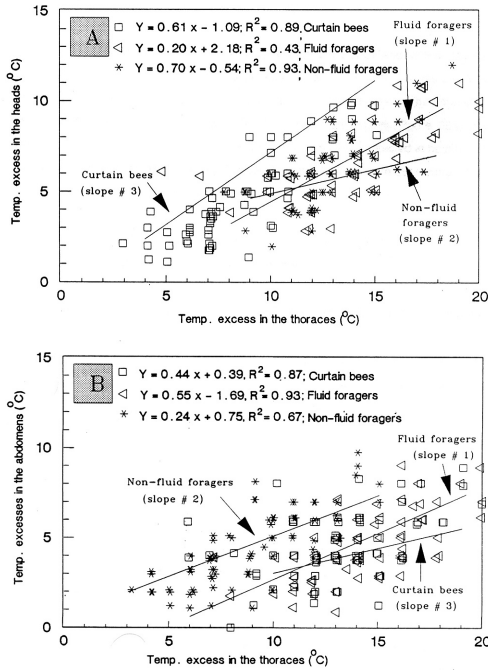 A
□ Y = 0.61 x - 1.09; R² = 0.89; Curtain bees
◁ Y = 0.20 x + 2.18; R² = 0.43; Fluid foragers
✳ Y = 0.70 x - 0.54; R² = 0.93; Non-fluid foragers
Fluid foragers
(slope # 1)
Curtain bees
(slope # 3)
Non-fluid
foragers
(slope # 2)
Temp. excess in the heads (°C)
15
10
5
0
0 5 10 15 20
Temp. excess in the thoraces (°C)
B
□ Y = 0.44 x + 0.39, R² = 0.87; Curtain bees
◁ Y = 0.55 x - 1.69, R² = 0.93; Fluid foragers
✳ Y = 0.24 x + 0.75, R² = 0.67; Non-fluid foragers
Fluid foragers
(slope # 1)
Non-fluid foragers
(slope # 2)
Curtain bees
(slope # 3)
Temp. excesses in the abdomens (°C)
15
10
5
0
0 5 10 15 20
Temp. excess in the thoraces (°C)